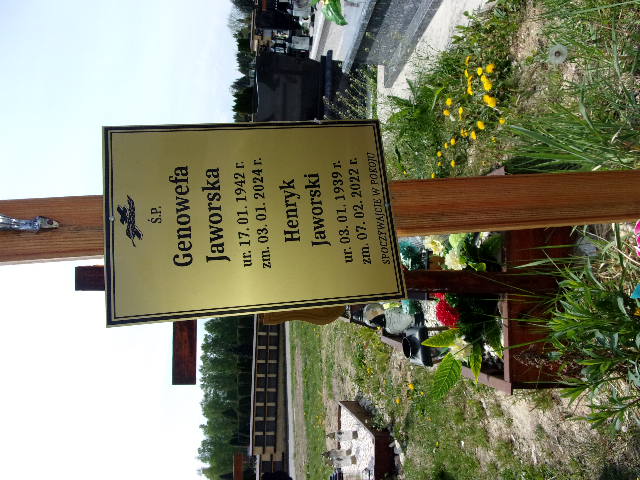 Ś.P.
Genowefa
Jaworska
ur. 17. 01. 1942 r.
zm. 03. 01. 2024 r.
Henryk
Jaworski
ur. 03. 01. 1939 r.
zm. 07. 02. 2022 r.
SPOCZYWAJCIE W POKOJU